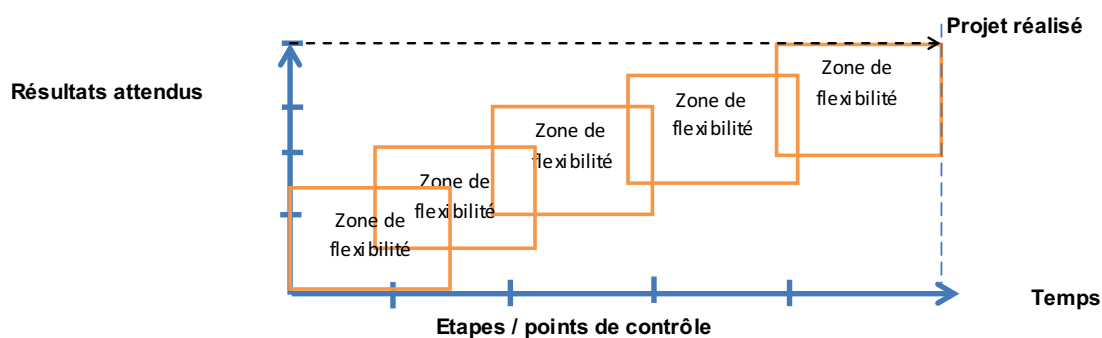 Projet réalisé
Résultats attendus
Zone de
flexibilité
Zone de
flexibilité
Zone de
flexibilité
Zone de
flexibilité
Zone de
flexibilité
Temps
Etapes / points de contrôle